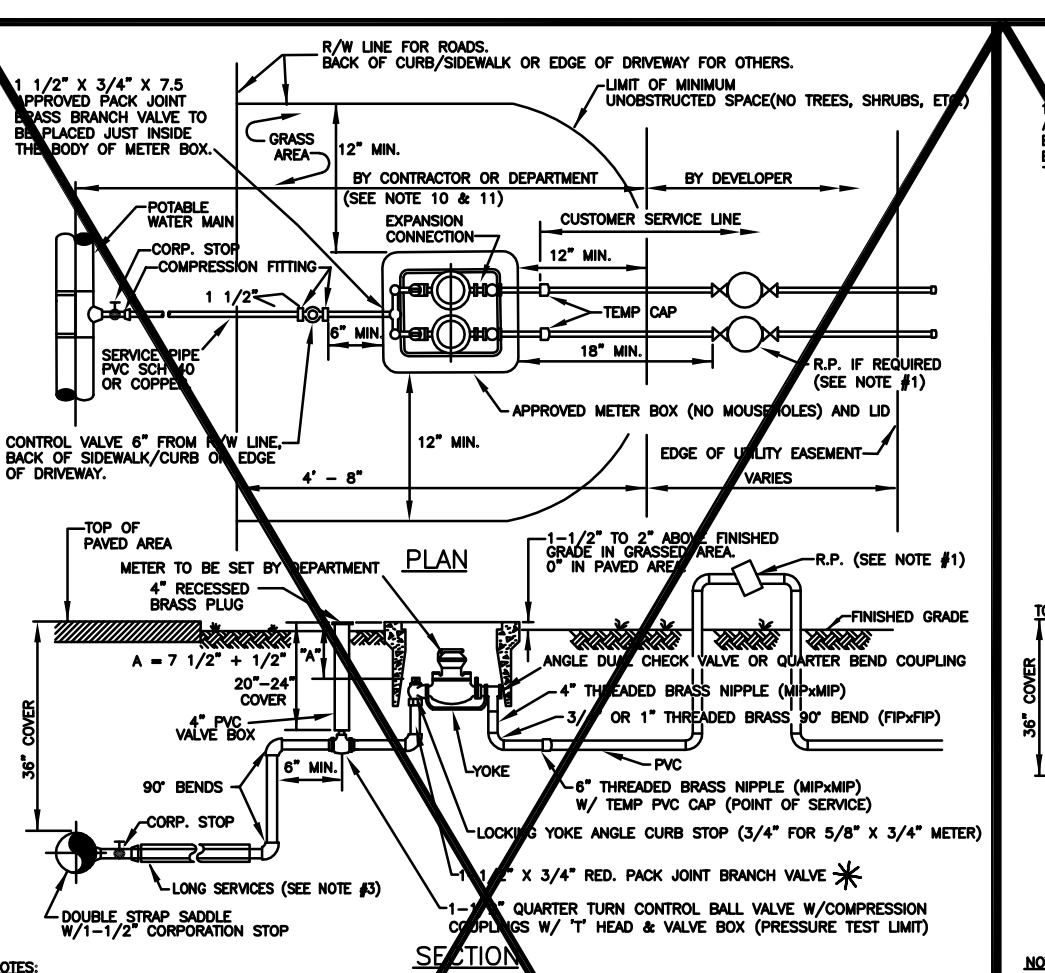 R/W LINE FOR ROADS.
BACK OF CURB/SIDEWALK OR EDGE OF DRIVEWAY FOR OTHERS.
1 1/2" X 3/4" X 7.5
APPROVED PACK JOINT
BRASS BRANCH VALVE TO
BE PLACED JUST INSIDE
THE BODY OF METER BOX.
LIMIT OF MINIMUM
UNOBSTRUCTED SPACE(NO TREES, SHRUBS, ETC.)
GRASS
AREA
12" MIN.
BY CONTRACTOR OR DEPARTMENT
(SEE NOTE 10 & 11)
BY DEVELOPER
POTABLE
WATER MAIN
EXPANSION
CONNECTION
CUSTOMER SERVICE LINE
CORP. STOP
COMPRESSION FITTING
12" MIN.
1 1/2"
TEMP CAP
6" MIN.
18" MIN.
SERVICE PIPE
PVC SCH 40
OR COPPER.
R.P. IF REQUIRED
(SEE NOTE #1)
APPROVED METER BOX (NO MOUSEHOLES) AND LID
CONTROL VALVE 6" FROM R/W LINE,
BACK OF SIDEWALK/CURB OR EDGE
OF DRIVEWAY.
12" MIN.
EDGE OF UTILITY EASEMENT
4' - 8"
VARIES
TOP OF
PAVED AREA
PLAN
1-1/2" TO 2" ABOVE FINISHED
GRADE IN GRASSED AREA.
0" IN PAVED AREA
METER TO BE SET BY DEPARTMENT
R.P. (SEE NOTE #1)
4" RECESSED
BRASS PLUG
FINISHED GRADE
A = 7 1/2" + 1/2"
"A"
ANGLE DUAL CHECK VALVE OR QUARTER BEND COUPLING
20"-24"
COVER
4" THREADED BRASS NIPPLE (MIPxMIP)
4" PVC
VALVE BOX
3/4" OR 1" THREADED BRASS 90° BEND (FIPxFIP)
36" COVER
36" COVER
6" MIN.
YOKE
PVC
90° BENDS
6" THREADED BRASS NIPPLE (MIPxMIP)
W/ TEMP PVC CAP (POINT OF SERVICE)
CORP. STOP
LOCKING YOKE ANGLE CURB STOP (3/4" FOR 5/8" X 3/4" METER)
LONG SERVICES (SEE NOTE #3)
1 1/2" X 3/4" RED. PACK JOINT BRANCH VALVE
DOUBLE STRAP SADDLE
W/1-1/2" CORPORATION STOP
1-1/2" QUARTER TURN CONTROL BALL VALVE W/COMPRESSION
COUPLINGS W/ 'T' HEAD & VALVE BOX (PRESSURE TEST LIMIT)
SECTION
OTES:
NO